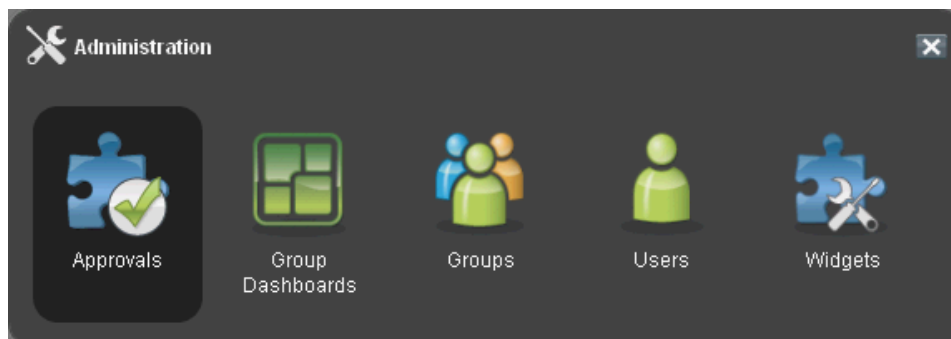 Administration
Approvals
Group
Dashboards
Groups
Users
Widgets